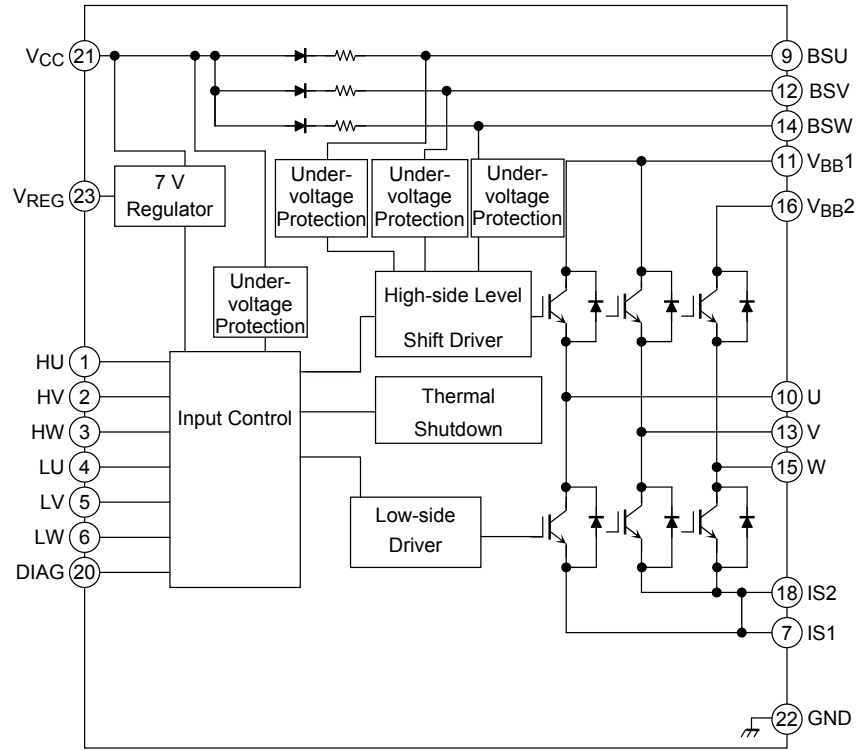 VCC 21
9 BSU
12 BSV
14 BSW
11 VBB1
16 VBB2
VREG 23
7 V
Regulator
Under-
voltage
Protection
Under-
voltage
Protection
Under-
voltage
Protection
Under-
voltage
Protection
High-side Level
Shift Driver
HU 1
HV 2
HW 3
LU 4
LV 5
LW 6
DIAG 20
Input Control
Thermal
Shutdown
Low-side
Driver
10 U
13 V
15 W
18 IS2
7 IS1
22 GND